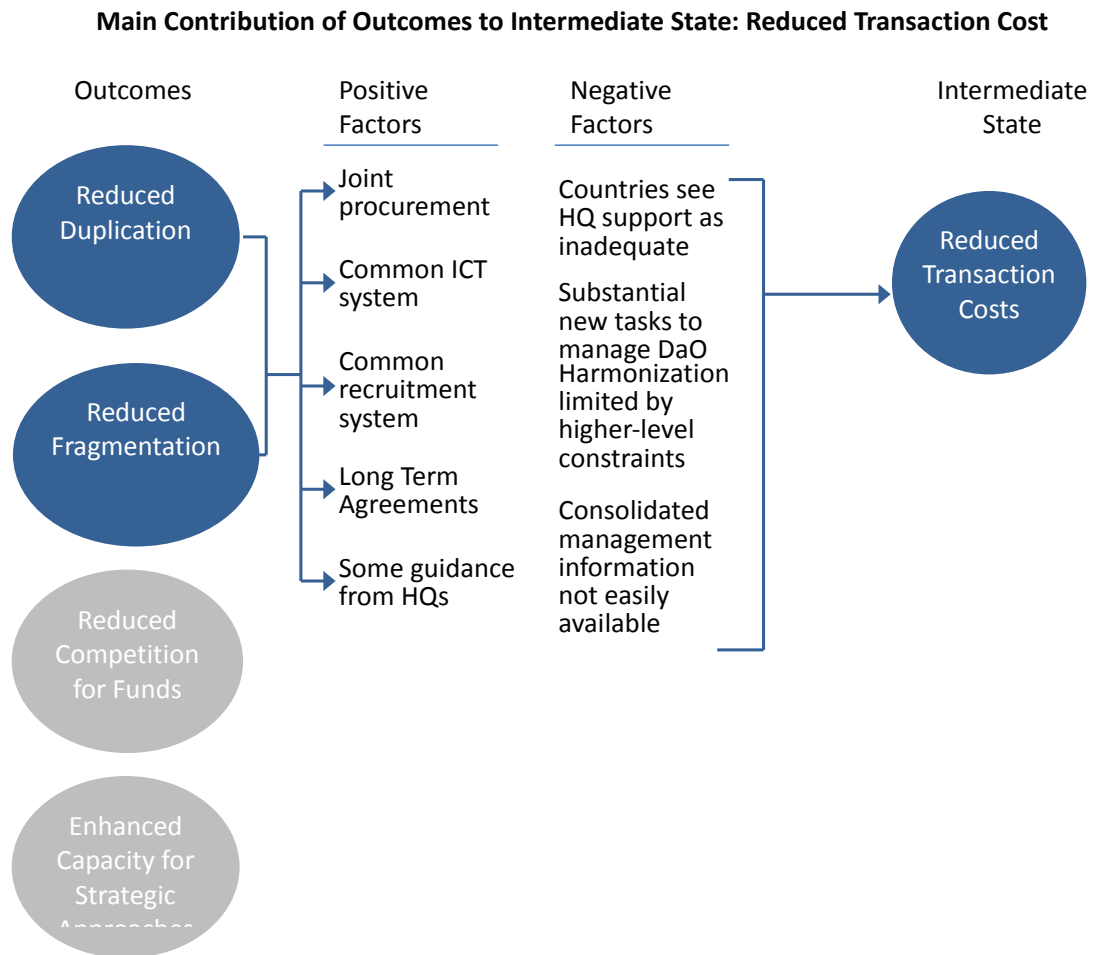 Main Contribution of Outcomes to Intermediate State: Reduced Transaction Cost
Outcomes
Positive
Factors
Negative
Factors
Intermediate
State
Reduced
Duplication
Reduced
Fragmentation
Reduced
Competition
for Funds
Enhanced
Capacity for
Strategic
Approaches
Joint
procurement
Common ICT
system
Common
recruitment
system
Long Term
Agreements
Some guidance
from HQs
Countries see
HQ support as
inadequate
Substantial
new tasks to
manage DaO
Harmonization
limited by
higher-level
constraints
Consolidated
management
information
not easily
available
Reduced
Transaction
Costs